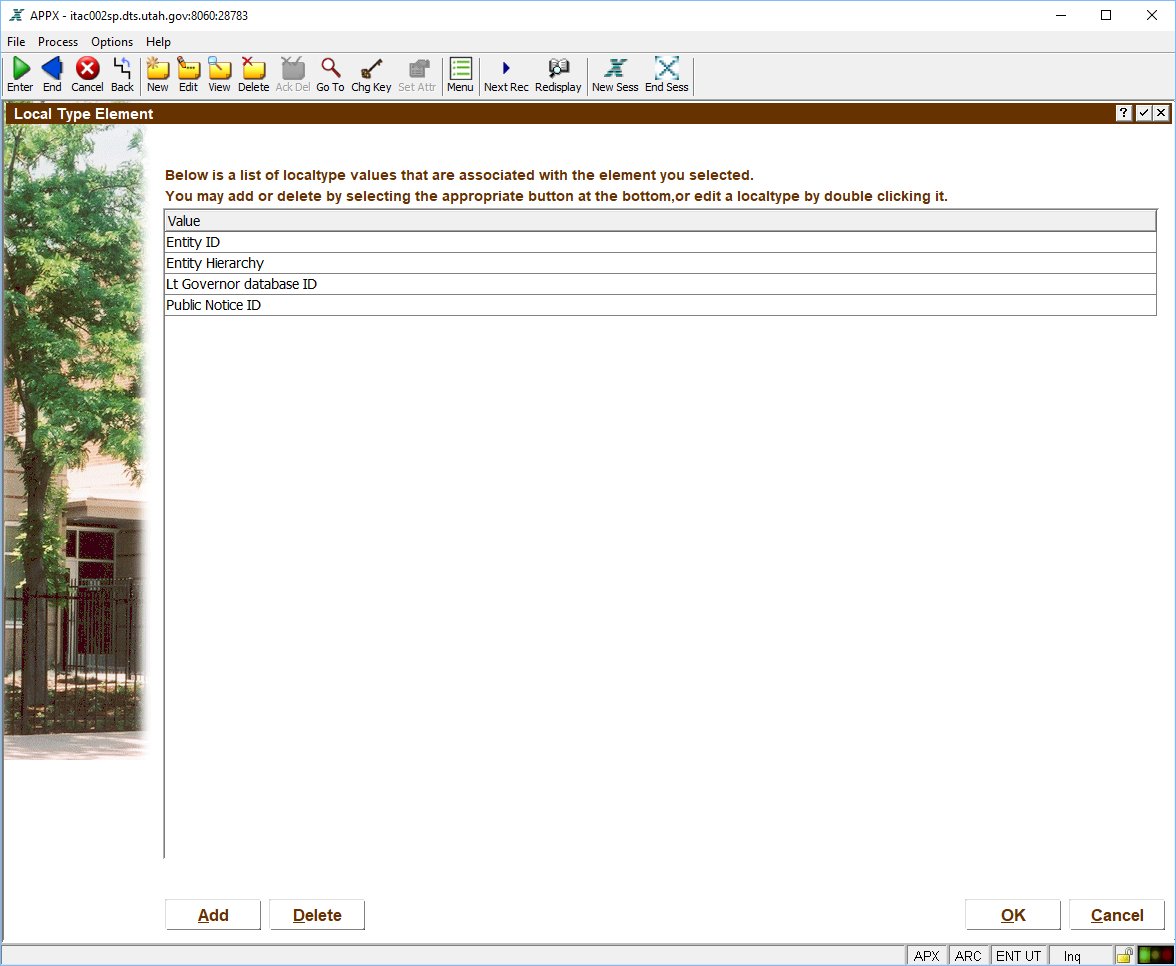 APPX - itac002sp.dts.utah.gov:8060:28783
File Process Options Help
Enter End Cancel Back New Edit View Delete Ack Del Go To Chg Key Set Attr Menu Next Rec Redisplay New Sess End Sess
Local Type Element
Below is a list of localtype values that are associated with the element you selected.
You may add or delete by selecting the appropriate button at the bottom,or edit a localtype by double clicking it.
Value
Entity ID
Entity Hierarchy
Lt Governor database ID
Public Notice ID
Add Delete OK Cancel
APX ARC ENT UT Inq